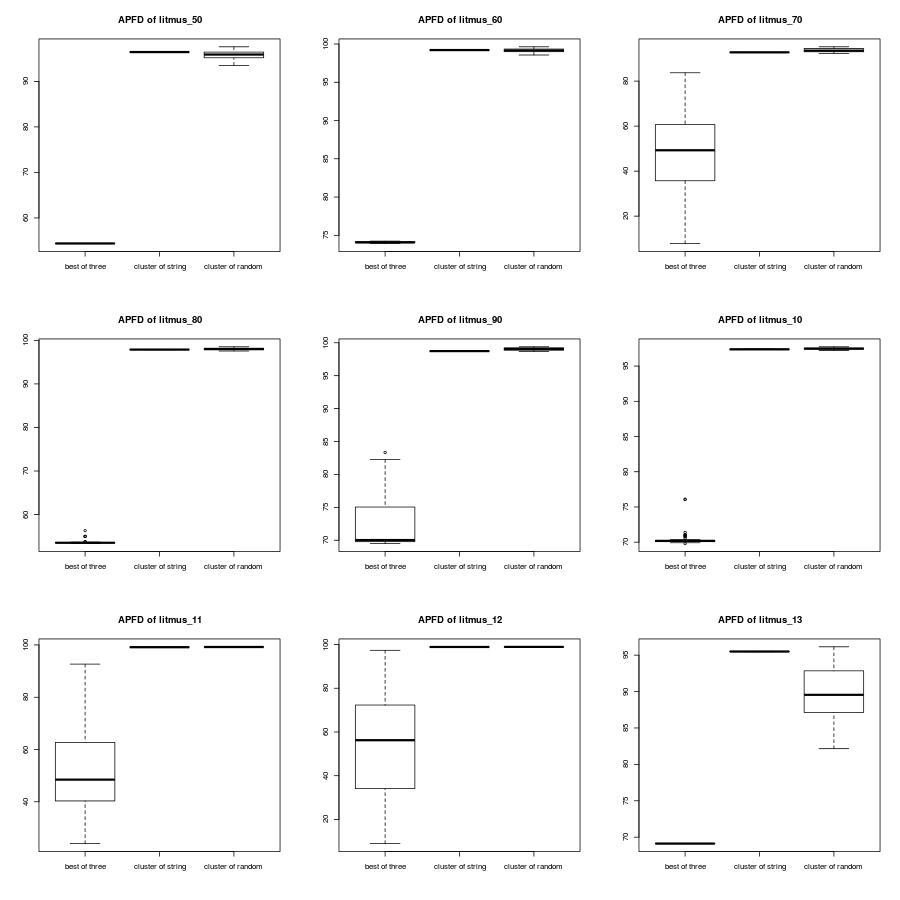 APFD of litmus_50
90
80
70
60
best of three
cluster of string
cluster of random
APFD of litmus_60
100
95
90
85
80
75
best of three
cluster of string
cluster of random
APFD of litmus_70
80
60
40
20
best of three
cluster of string
cluster of random
APFD of litmus_80
100
90
80
70
60
best of three
cluster of string
cluster of random
APFD of litmus_90
100
95
90
85
80
75
70
best of three
cluster of string
cluster of random
APFD of litmus_10
95
90
85
80
75
70
best of three
cluster of string
cluster of random
APFD of litmus_11
100
80
60
40
best of three
cluster of string
cluster of random
APFD of litmus_12
100
80
60
40
20
best of three
cluster of string
cluster of random
APFD of litmus_13
95
90
85
80
75
70
best of three
cluster of string
cluster of random